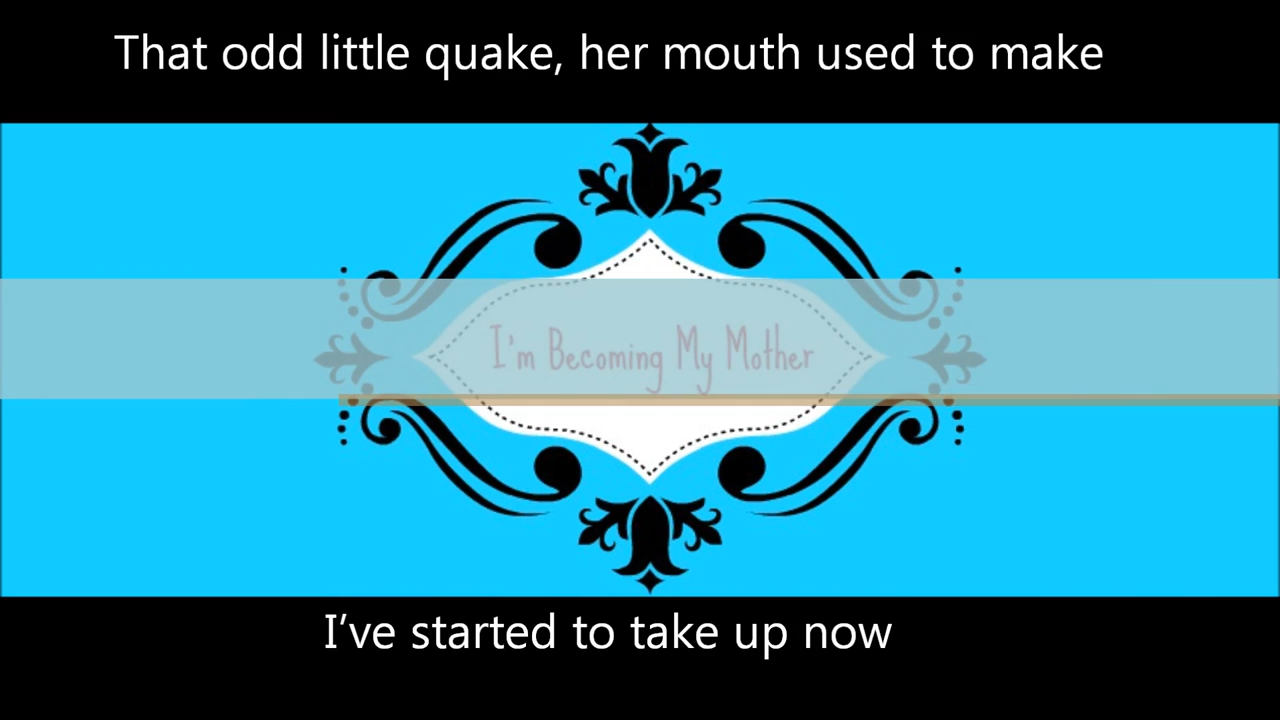 That odd little quake, her mouth used to make
I'm Becoming My Mother
I’ve started to take up now